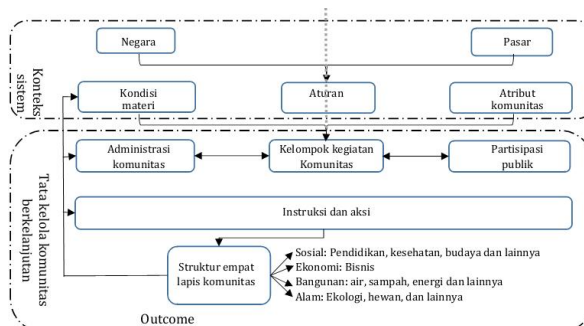 Negara
Pasar
Konteks
sistem
Kondisi
materi
Aturan
Atribut
komunitas
Tata kelola komunitas
berkelanjutan
Administrasi
komunitas
Kelompok kegiatan
Komunitas
Partisipasi
publik
Instruksi dan aksi
Struktur empat
lapis komunitas
Sosial: Pendidikan, kesehatan, budaya dan lainnya
Ekonomi: Bisnis
Bangunan: air, sampah, energi dan lainnya
Alam: Ekologi, hewan, dan lainnya
Outcome